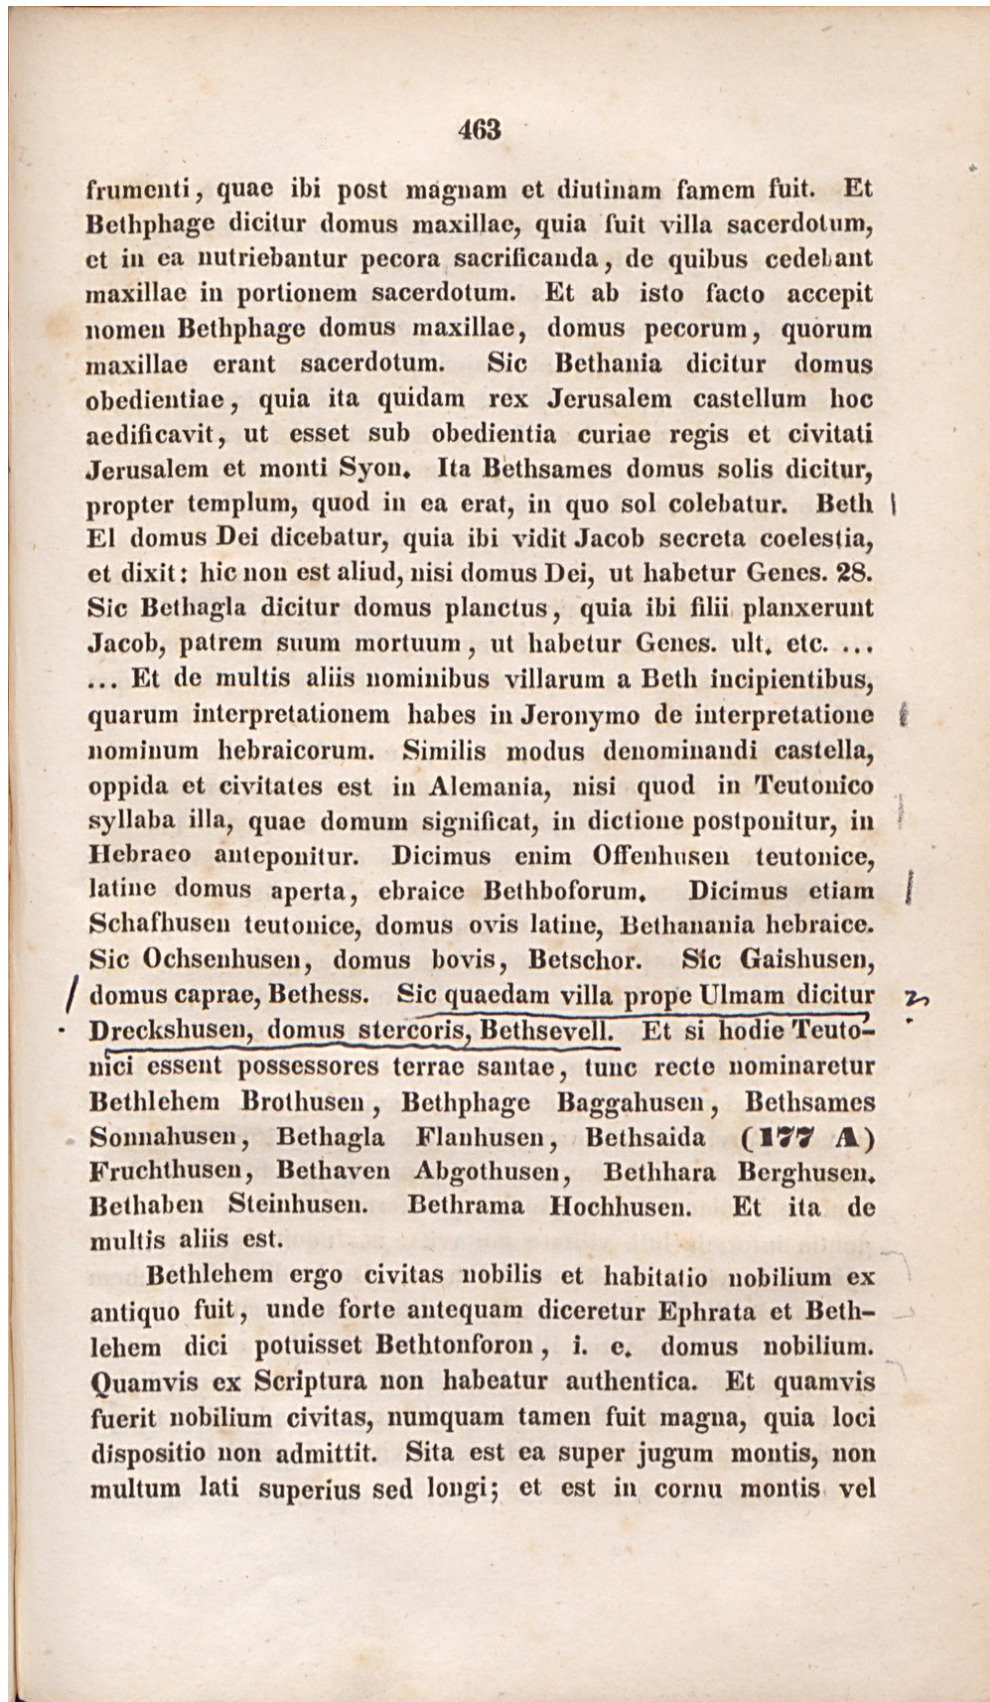 463
frumenti, quae ibi post magnam et diutinam famem fuit. Et
Bethphage dicitur domus maxillae, quia fuit villa sacerdotum,
et in ea nutriebantur pecora sacrificanda, de quibus cedebant
maxillae in portionem sacerdotum. Et ab isto facto accepit
nomen Bethphage domus maxillae, domus pecorum, quorum
maxillae erant sacerdotum. Sic Bethania dicitur domus
obedientiae, quia ita quidam rex Jerusalem castellum hoc
aedificavit, ut esset sub obedientia curiae regis et civitati
Jerusalem et monti Syon. Ita Bethsames domus solis dicitur,
propter templum, quod in ea erat, in quo sol colebatur. Beth
El domus Dei dicebatur, quia ibi vidit Jacob secreta coelestia,
et dixit: hic non est aliud, nisi domus Dei, ut habetur Genes. 28.
Sic Bethagla dicitur domus planctus, quia ibi filii planxerunt
Jacob, patrem suum mortuum, ut habetur Genes. ult. etc. ...
... Et de multis aliis nominibus villarum a Beth incipientibus,
quarum interpretationem habes in Jeronymo de interpretatione
nominum hebraicorum. Similis modus denominandi castella,
oppida et civitates est in Alemania, nisi quod in Teutonico
syllaba illa, quae domum significat, in dictione postponitur, in
Hebraeo anteponitur. Dicimus enim Offenhusen teutonice,
latine domus aperta, ebraice Bethboforum. Dicimus etiam
Schafhusen teutonice, domus ovis latine, Bethanania hebraice.
Sic Ochsenhusen, domus bovis, Betschor. Sic Gaishusen,
domus caprae, Bethess. Sic quaedam villa prope Ulmam dicitur
Dreckshusen, domus stercoris, Bethsevell. Et si hodie Teuto-
nici essent possessores terrae santae, tunc recte nominaretur
Bethlehem Brothusen, Bethphage Baggahusen, Bethsames
Sonnahusen, Bethagla Flanhusen, Bethsaida (177 A)
Fruchthusen, Bethaven Abgothusen, Bethhara Berghusen.
Bethaben Steinhusen. Bethrama Hochhusen. Et ita de
multis aliis est.
Bethlehem ergo civitas nobilis et habitatio nobilium ex
antiquo fuit, unde forte antequam diceretur Ephrata et Beth-
lehem dici potuisset Bethtonforon, i. e. domus nobilium.
Quamvis ex Scriptura non habeatur authentica. Et quamvis
fuerit nobilium civitas, numquam tamen fuit magna, quia loci
dispositio non admittit. Sita est ea super jugum montis, non
multum lati superius sed longi; et est in cornu montis vel